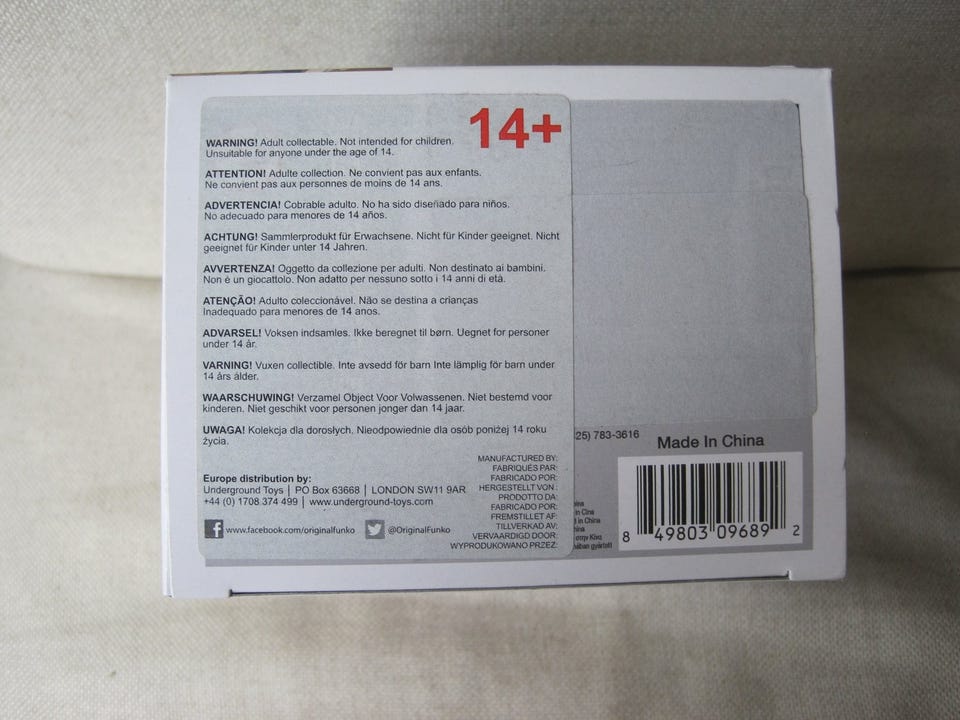 14+
WARNING! Adult collectable. Not intended for children.
Unsuitable for anyone under the age of 14.
ATTENTION! Adulte collection. Ne convient pas aux enfants.
Ne convient pas aux personnes de moins de 14 ans.
ADVERTENCIA! Cobrable adulto. No ha sido diseñado para niños.
No adecuado para menores de 14 años.
ACHTUNG! Sammlerprodukt für Erwachsene. Nicht für Kinder geeignet. Nicht
geeignet für Kinder unter 14 Jahren.
AVVERTENZA! Oggetto da collezione per adulti. Non destinato ai bambini.
Non è un giocattolo. Non adatto per nessuno sotto i 14 anni di età.
ATENÇÃO! Adulto coleccionável. Não se destina a crianças
Inadequado para menores de 14 anos.
ADVARSEL! Voksen indsamles. Ikke beregnet til børn. Uegnet for personer
under 14 år.
VARNING! Vuxen collectible. Inte avsedd för barn Inte lämplig för barn under
14 års ålder.
WAARSCHUWING! Verzamel Object Voor Volwassenen. Niet bestemd voor
kinderen. Niet geschikt voor personen jonger dan 14 jaar.
UWAGA! Kolekcja dla dorosłych. Nieodpowiednie dla osób poniżej 14 roku
życia.
Europe distribution by:
Underground Toys | PO Box 63668 | LONDON SW11 9AR
+44 (0) 1708 374 499 | www.underground-toys.com
www.facebook.com/originalFunko @OriginalFunko
MANUFACTURED BY:
FABRIQUÉS PAR:
FABRICADO POR:
HERGESTELLT VON :
PRODOTTO DA:
FABRICADO POR:
FREMSTILLET AF:
TILLVERKAD AV:
VERVAARDIGD DOOR:
WYPRODUKOWANO PRZEZ:
25) 783-3616
Made In China
in Cina
in China
στην Κίνα
8 49803 09689 2